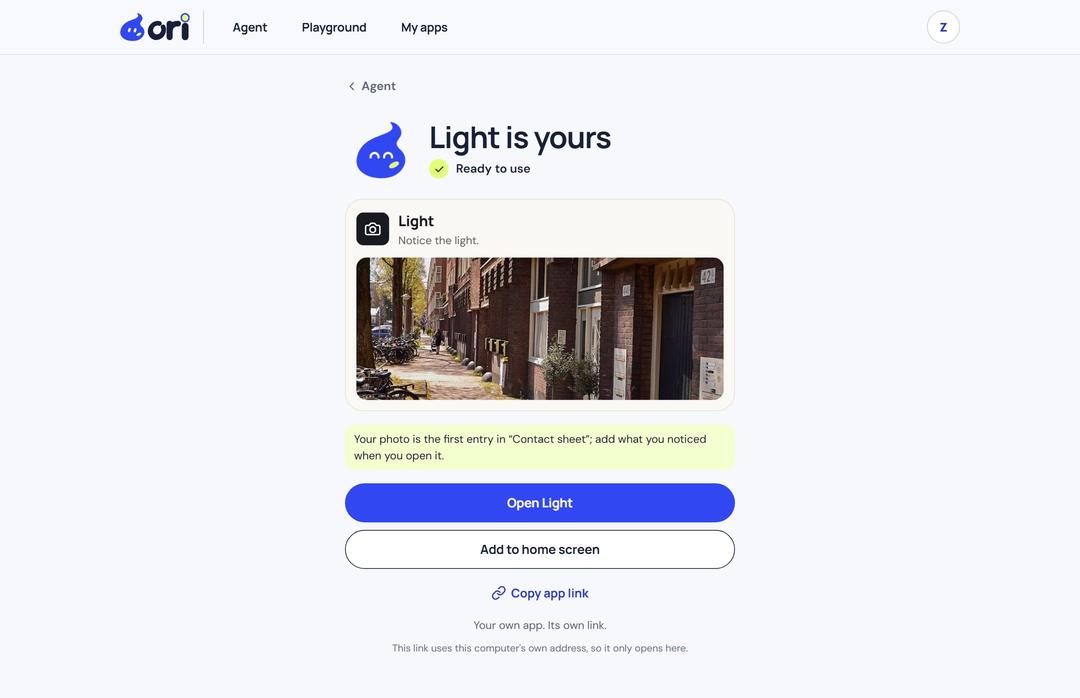 ori
Agent
Playground
My apps
Z
Agent
Light is yours
Ready to use
Light
Notice the light.
42
Your photo is the first entry in “Contact sheet”; add what you noticed
when you open it.
Open Light
Add to home screen
Copy app link
Your own app. Its own link.
This link uses this computer's own address, so it only opens here.